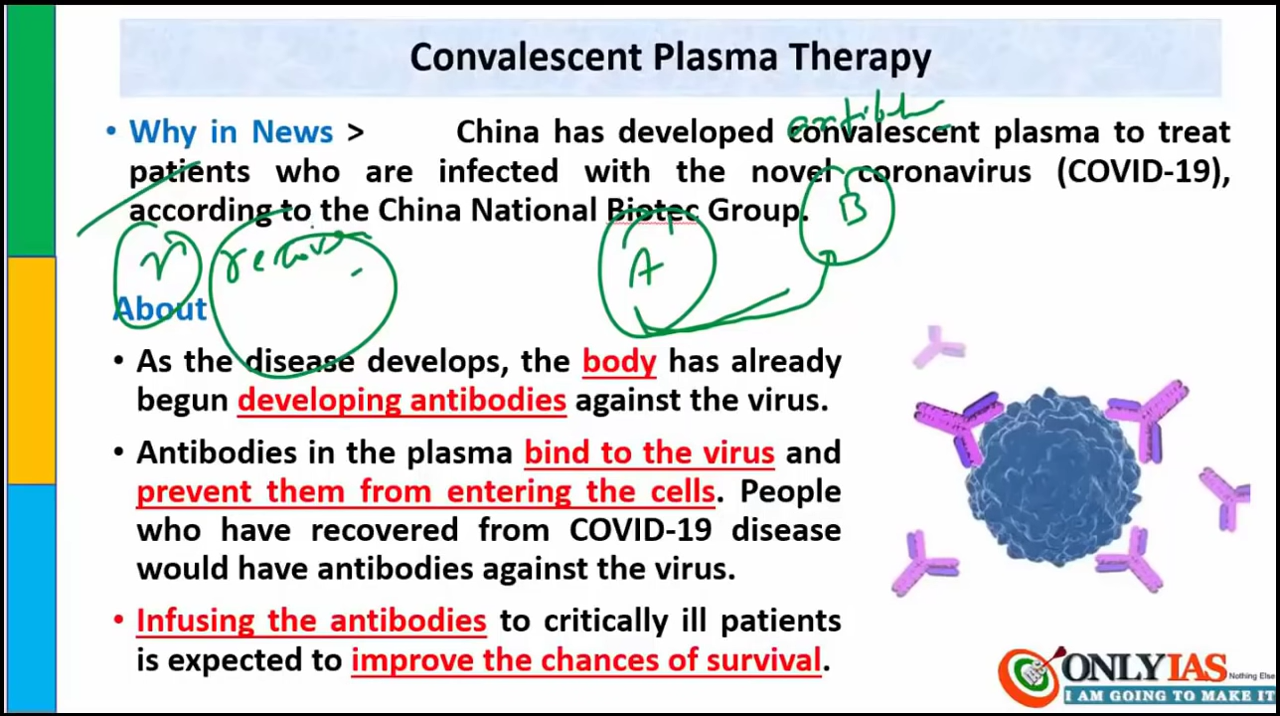 Convalescent Plasma Therapy
• Why in News > China has developed convalescent plasma to treat
patients who are infected with the novel coronavirus (COVID-19),
according to the China National Biotec Group.
A
B
About
• As the disease develops, the body has already
begun developing antibodies against the virus.
• Antibodies in the plasma bind to the virus and
prevent them from entering the cells. People
who have recovered from COVID-19 disease
would have antibodies against the virus.
• Infusing the antibodies to critically ill patients
is expected to improve the chances of survival.
ONLYIAS
Nothing Else
I AM GOING TO MAKE IT